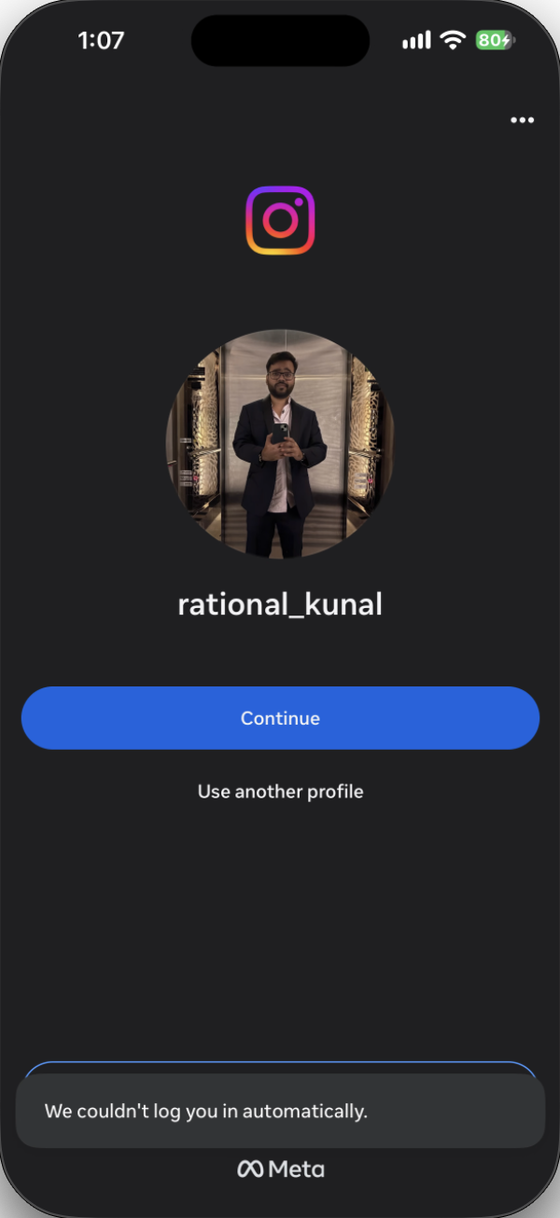 1:07
80
rational_kunal
Continue
Use another profile
We couldn't log you in automatically.
Meta